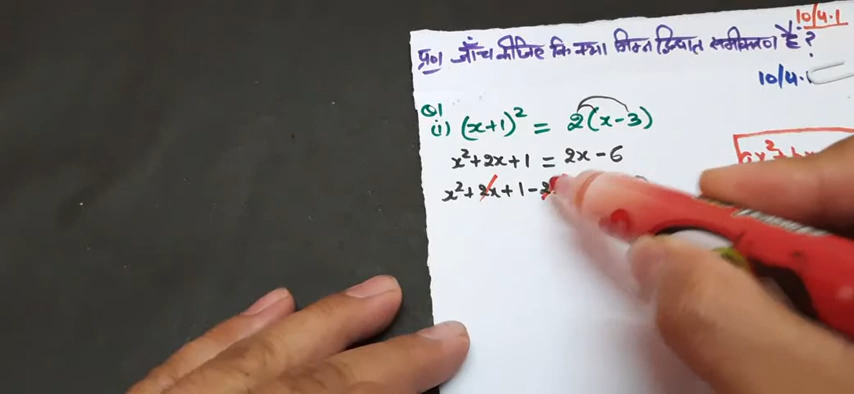 10/4.1
प्रश्न जाँच कीजिए कि क्या निम्न द्विघात समीकरण है?
10/4.1
Q1
(i) (x+1)² = 2(x-3)
x²+2x+1 = 2x-6
x²+2x+1-2